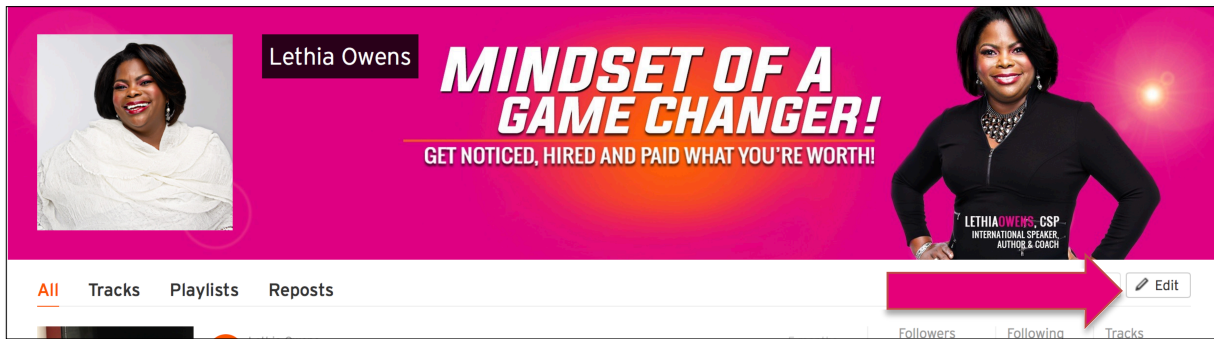 Lethia Owens
MINDSET OF A
GAME CHANGER!
GET NOTICED, HIRED AND PAID WHAT YOU'RE WORTH!
LETHIAOWENS, CSP
INTERNATIONAL SPEAKER,
AUTHOR & COACH
All Tracks Playlists Reposts
Edit
Followers Following Tracks